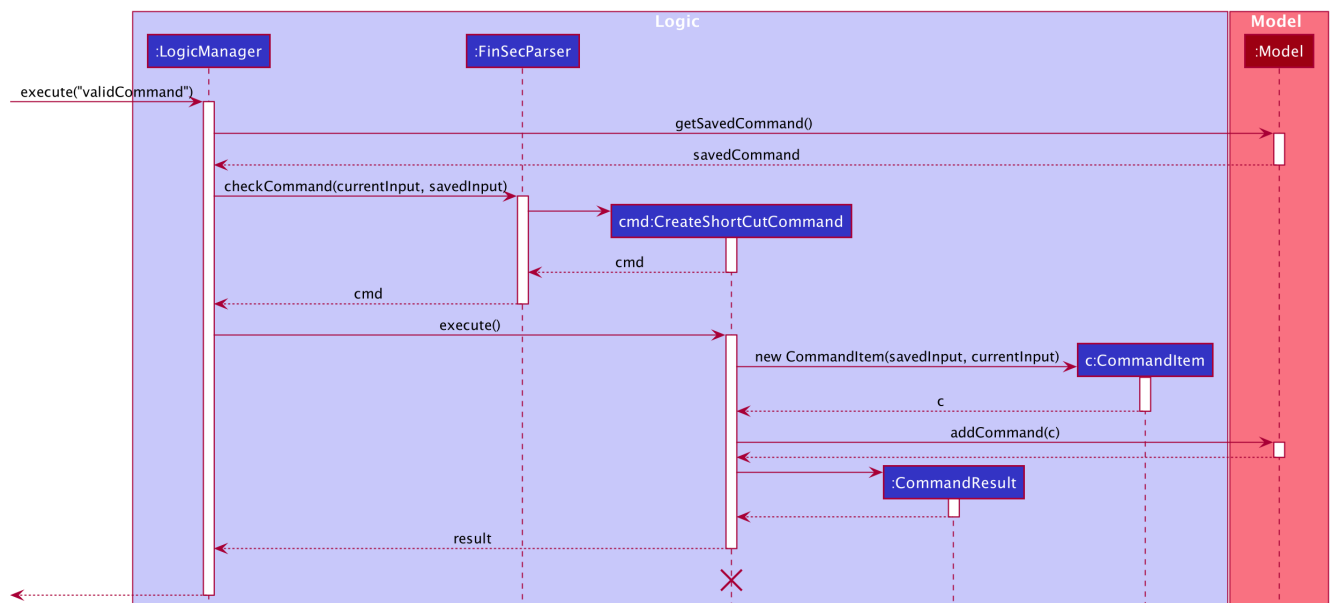 Logic
Model
:LogicManager
:FinSecParser
:Model
execute("validCommand")
getSavedCommand()
savedCommand
checkCommand(currentInput, savedInput)
cmd:CreateShortCutCommand
cmd
cmd
execute()
new CommandItem(savedInput, currentInput)
c:CommandItem
c
addCommand(c)
:CommandResult
result